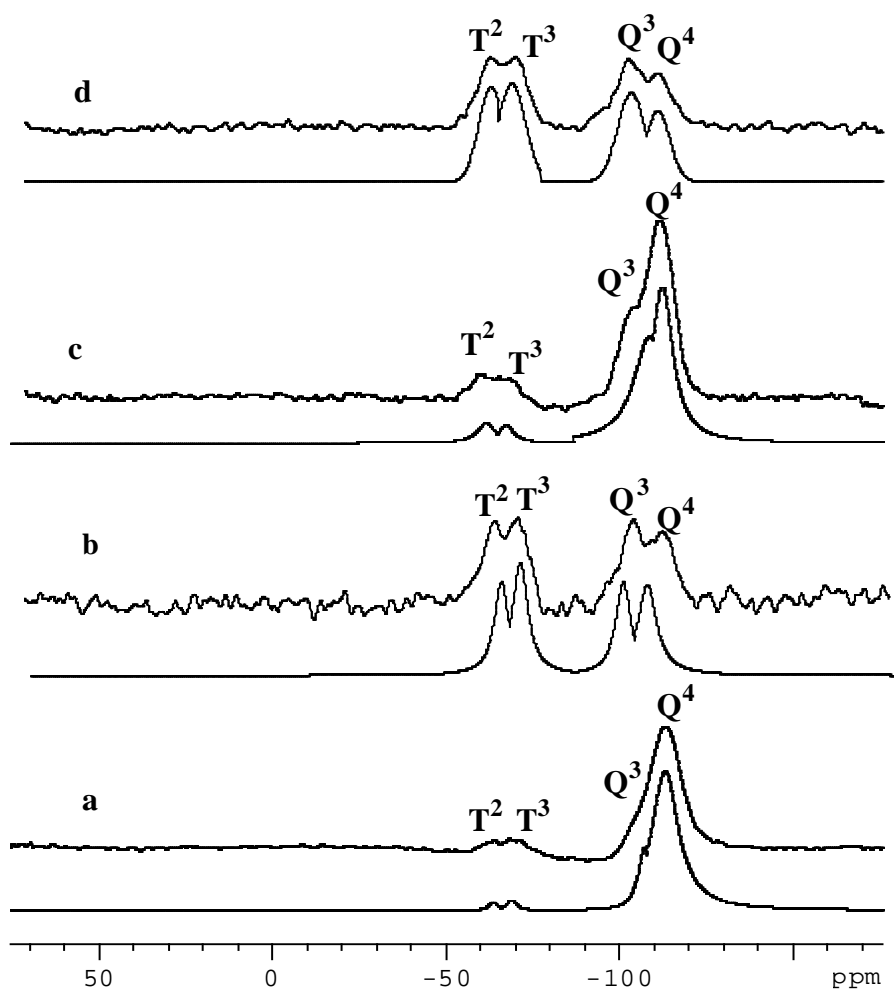 Q³
T² T³ Q⁴
d
Q⁴
Q³
T²
c T³
T² T³ Q³
Q⁴
b
Q⁴
Q³
a
T² T³
50 0 -50 -100 ppm